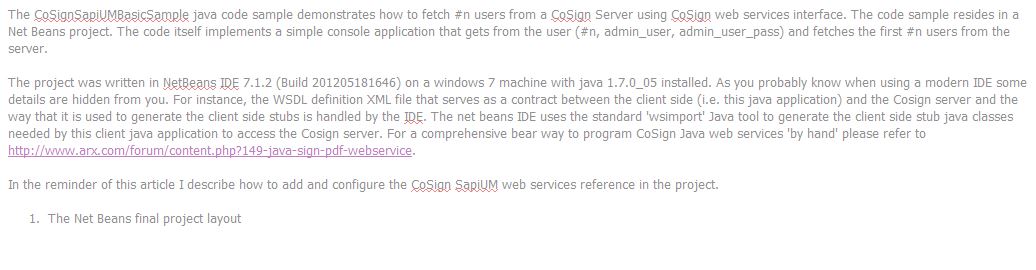 The CoSignSapiUMBasicSample java code sample demonstrates how to fetch #n users from a CoSign Server using CoSign web services interface. The code sample resides in a
Net Beans project. The code itself implements a simple console application that gets from the user (#n, admin_user, admin_user_pass) and fetches the first #n users from the
server.
The project was written in NetBeans IDE 7.1.2 (Build 201205181646) on a windows 7 machine with java 1.7.0_05 installed. As you probably know when using a modern IDE some
details are hidden from you. For instance, the WSDL definition XML file that serves as a contract between the client side (i.e. this java application) and the Cosign server and the
way that it is used to generate the client side stubs is handled by the IDE. The net beans IDE uses the standard 'wsimport' Java tool to generate the client side stub java classes
needed by this client java application to access the Cosign server. For a comprehensive bear way to program CoSign Java web services 'by hand' please refer to
http://www.arx.com/forum/content.php?149-java-sign-pdf-webservice.
In the reminder of this article I describe how to add and configure the CoSign SapiUM web services reference in the project.
1. The Net Beans final project layout